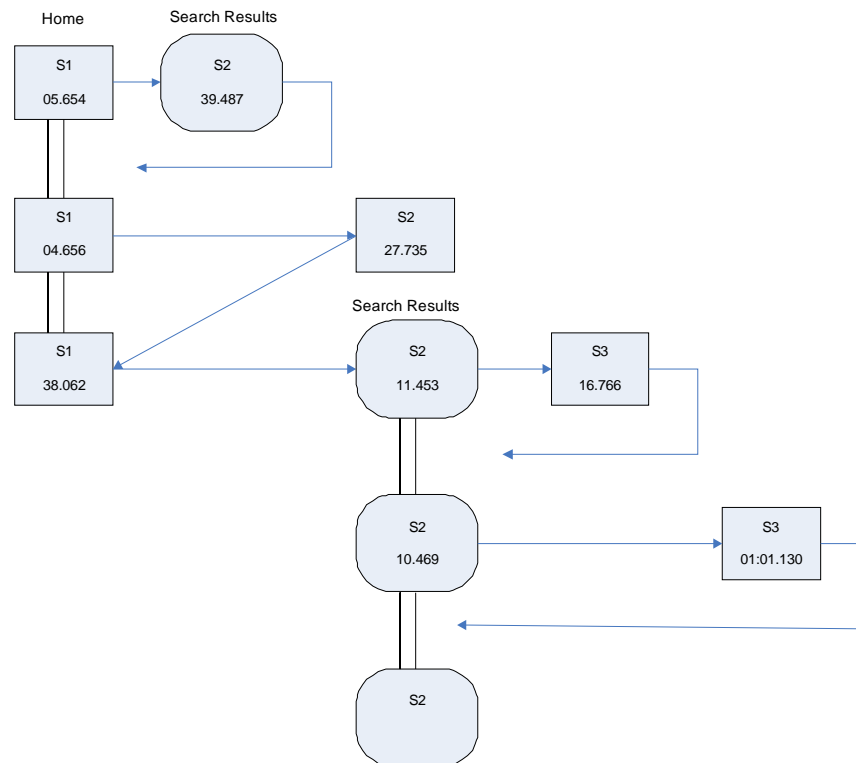 Home
Search Results
S1
05.654
S2
39.487
S1
04.656
S2
27.735
Search Results
S1
38.062
S2
11.453
S3
16.766
S2
10.469
S3
01:01.130
S2